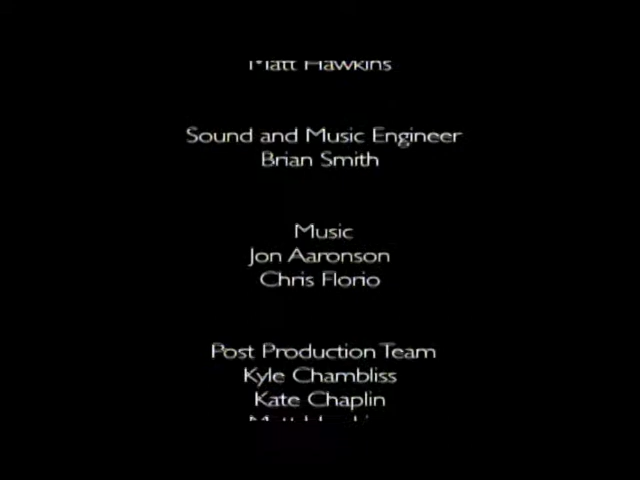 Matt Hawkins
Sound and Music Engineer
Brian Smith
Music
Jon Aaronson
Chris Florio
Post Production Team
Kyle Chambliss
Kate Chaplin